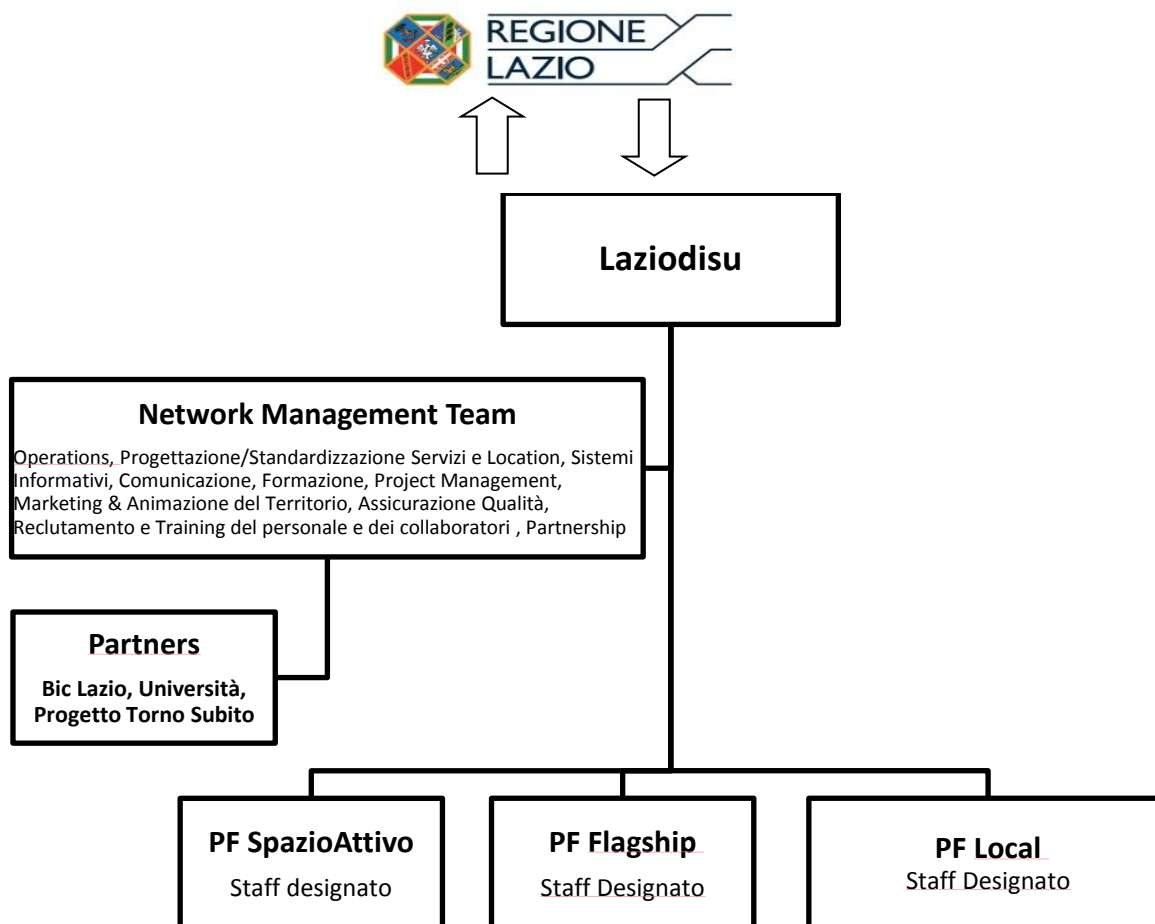 REGIONE
LAZIO
Laziodisu
Network Management Team
Operations, Progettazione/Standardizzazione Servizi e Location, Sistemi
Informativi, Comunicazione, Formazione, Project Management,
Marketing & Animazione del Territorio, Assicurazione Qualità,
Reclutamento e Training del personale e dei collaboratori , Partnership
Partners
Bic Lazio, Università,
Progetto Torno Subito
PF SpazioAttivo
Staff designato
PF Flagship
Staff Designato
PF Local
Staff Designato